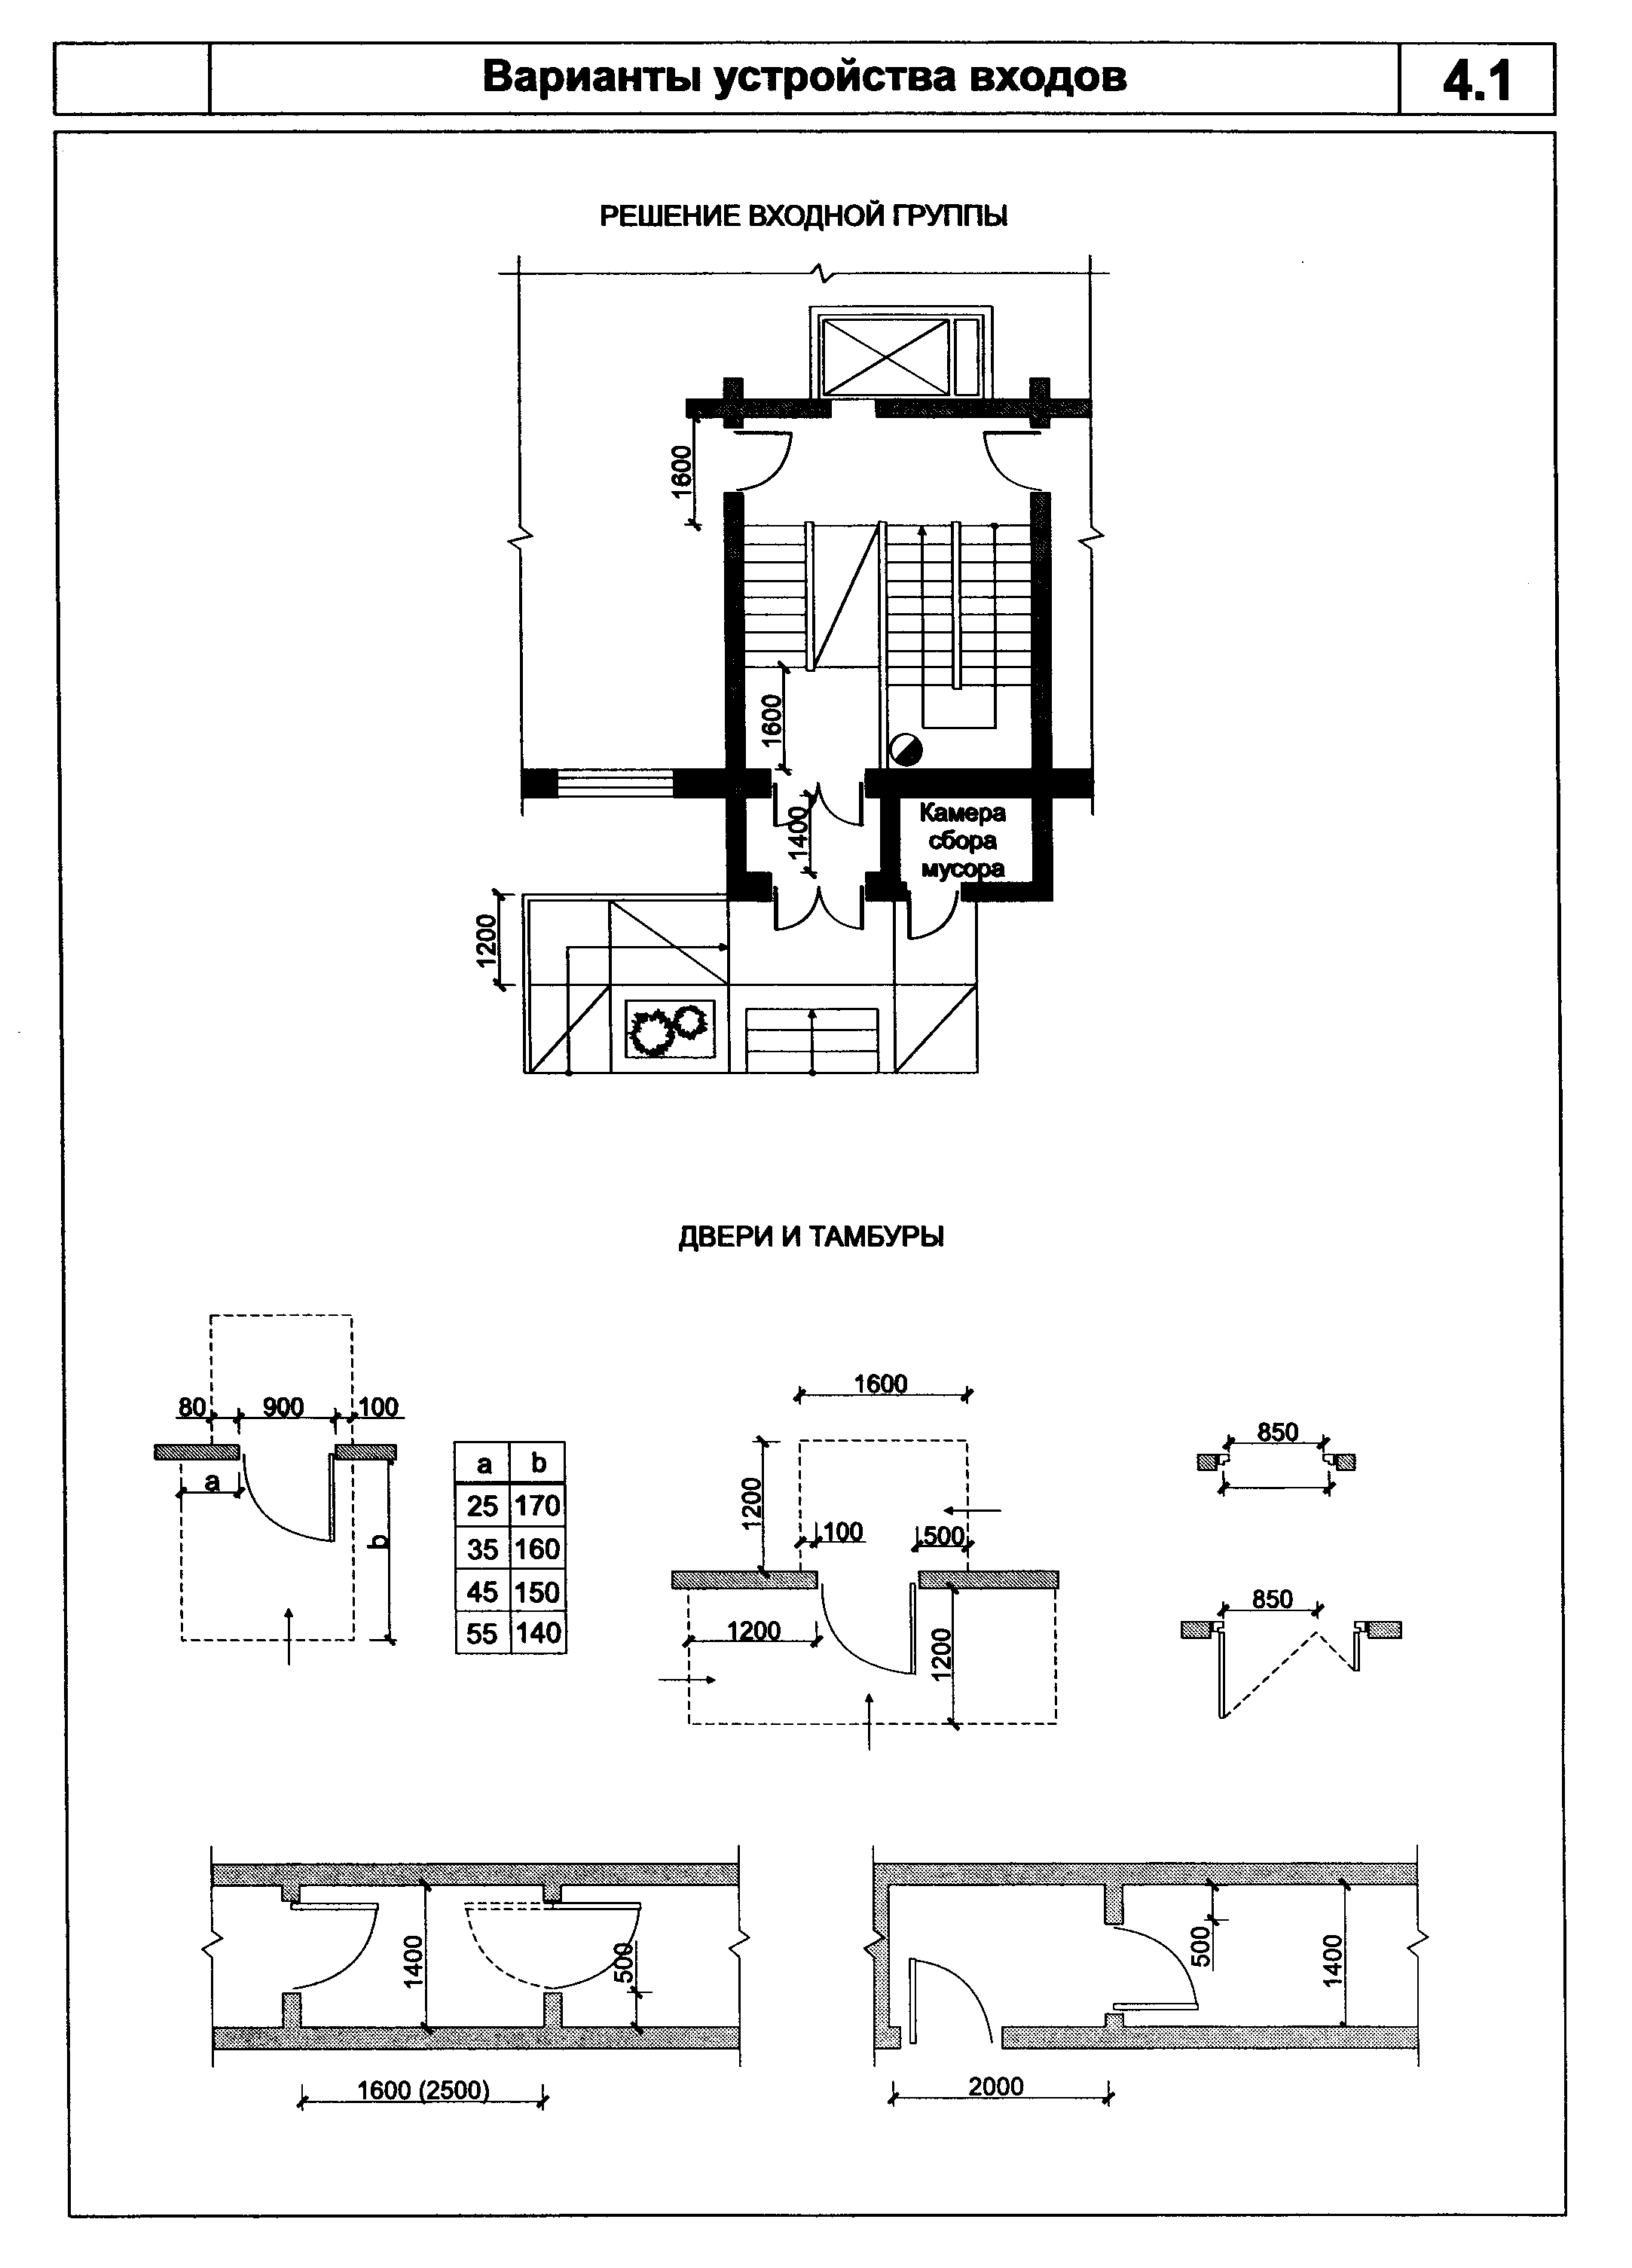 Варианты устройства входов
4.1
РЕШЕНИЕ ВХОДНОЙ ГРУППЫ
1600
1600
1400
Камера
сбора
мусора
1200
ДВЕРИ И ТАМБУРЫ
80 900 100
a
b
a b
25 170
35 160
45 150
55 140
1600
1200
100 500
1200
1200
850
850
1400
500
1600 (2500)
500
1400
2000